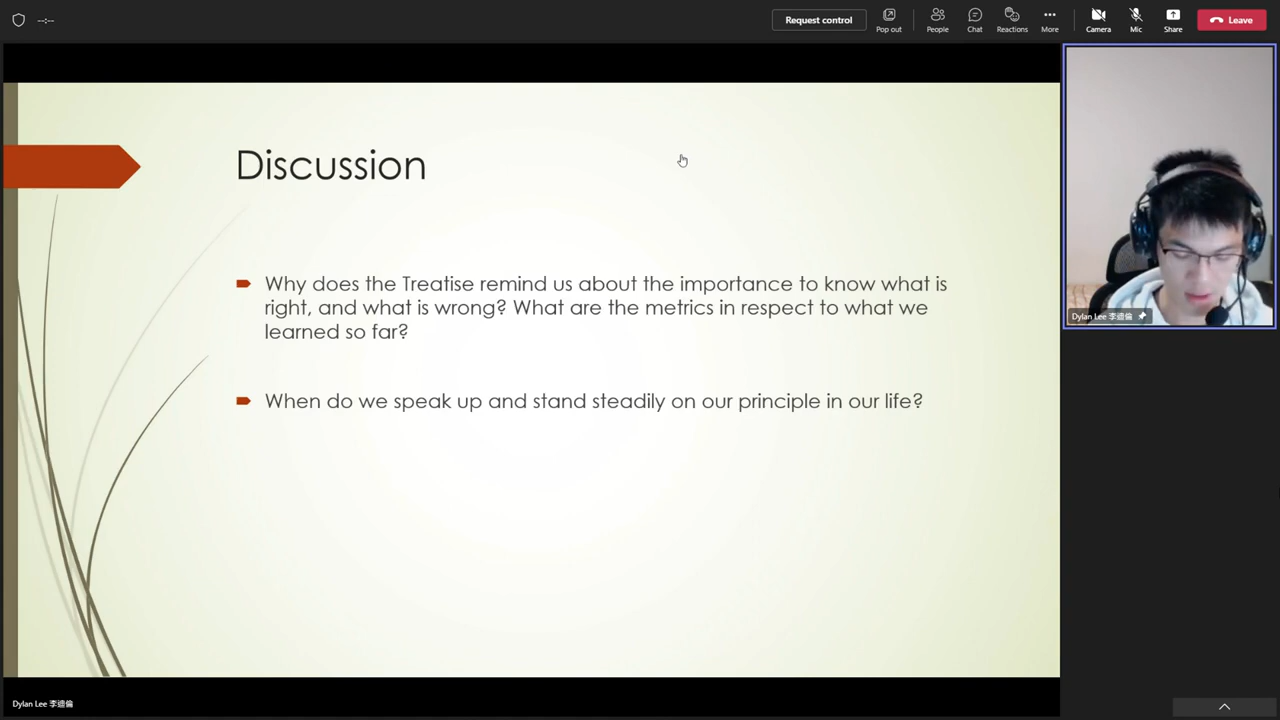 --:--
Request control
Pop out
People
Chat
Reactions
More
Camera
Mic
Share
Leave
Discussion
Why does the Treatise remind us about the importance to know what is
right, and what is wrong? What are the metrics in respect to what we
learned so far?
When do we speak up and stand steadily on our principle in our life?
Dylan Lee 李迪倫
Dylan Lee 李迪倫